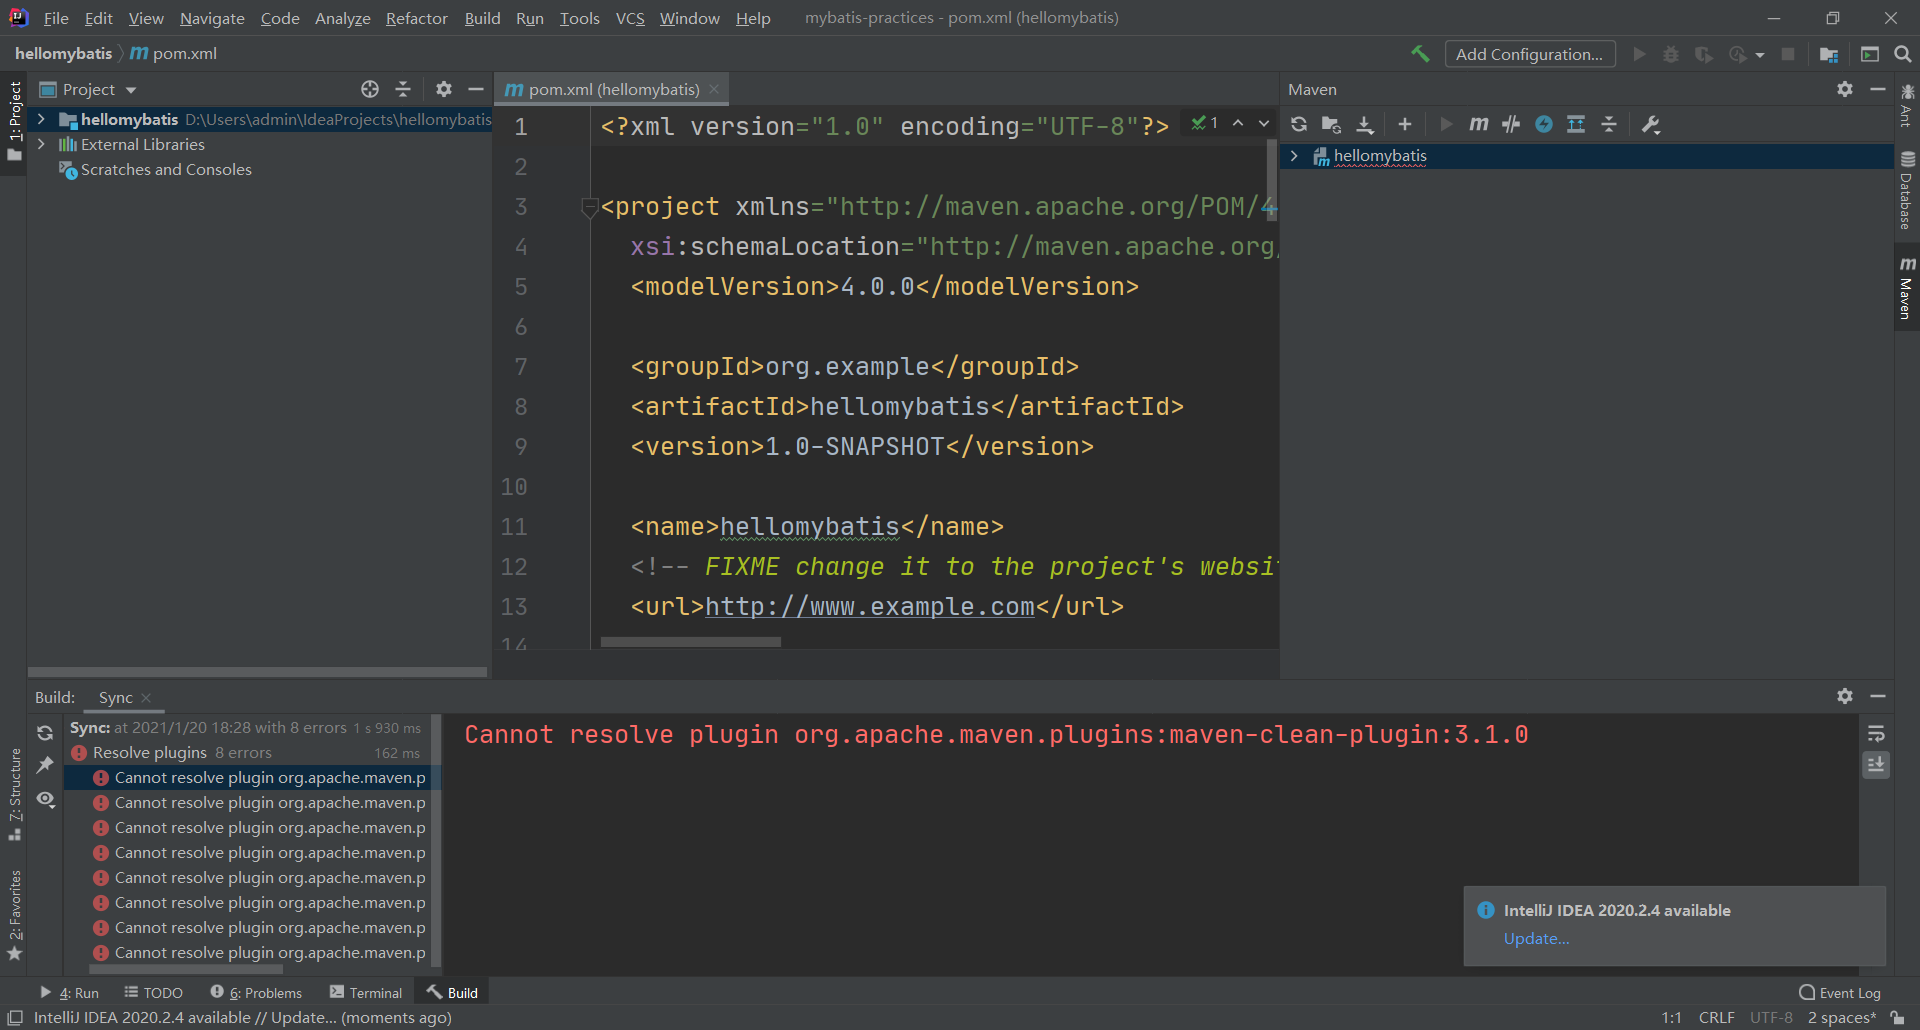 File Edit View Navigate Code Analyze Refactor Build Run Tools VCS Window Help mybatis-practices - pom.xml (hellomybatis)
hellomybatis m pom.xml
Add Configuration...
1: Project
Project
hellomybatis D:\Users\admin\IdeaProjects\hellomybatis
External Libraries
Scratches and Consoles
m pom.xml (hellomybatis)
1 <?xml version="1.0" encoding="UTF-8"?>
1
2
3 <project xmlns="http://maven.apache.org/POM/4
4 xsi:schemaLocation="http://maven.apache.org/
5 <modelVersion>4.0.0</modelVersion>
6
7 <groupId>org.example</groupId>
8 <artifactId>hellomybatis</artifactId>
9 <version>1.0-SNAPSHOT</version>
10
11 <name>hellomybatis</name>
12 <!-- FIXME change it to the project's websi
13 <url>http://www.example.com</url>
14
Maven
m
hellomybatis
Ant
Database
m Maven
Build: Sync
Sync: at 2021/1/20 18:28 with 8 errors 1 s 930 ms
Resolve plugins 8 errors 162 ms
Cannot resolve plugin org.apache.maven.p
Cannot resolve plugin org.apache.maven.p
Cannot resolve plugin org.apache.maven.p
Cannot resolve plugin org.apache.maven.p
Cannot resolve plugin org.apache.maven.p
Cannot resolve plugin org.apache.maven.p
Cannot resolve plugin org.apache.maven.p
Cannot resolve plugin org.apache.maven.p
Cannot resolve plugin org.apache.maven.plugins:maven-clean-plugin:3.1.0
7: Structure
2: Favorites
IntelliJ IDEA 2020.2.4 available
Update...
4: Run TODO 6: Problems Terminal Build Event Log
IntelliJ IDEA 2020.2.4 available // Update... (moments ago) 1:1 CRLF UTF-8 2 spaces*